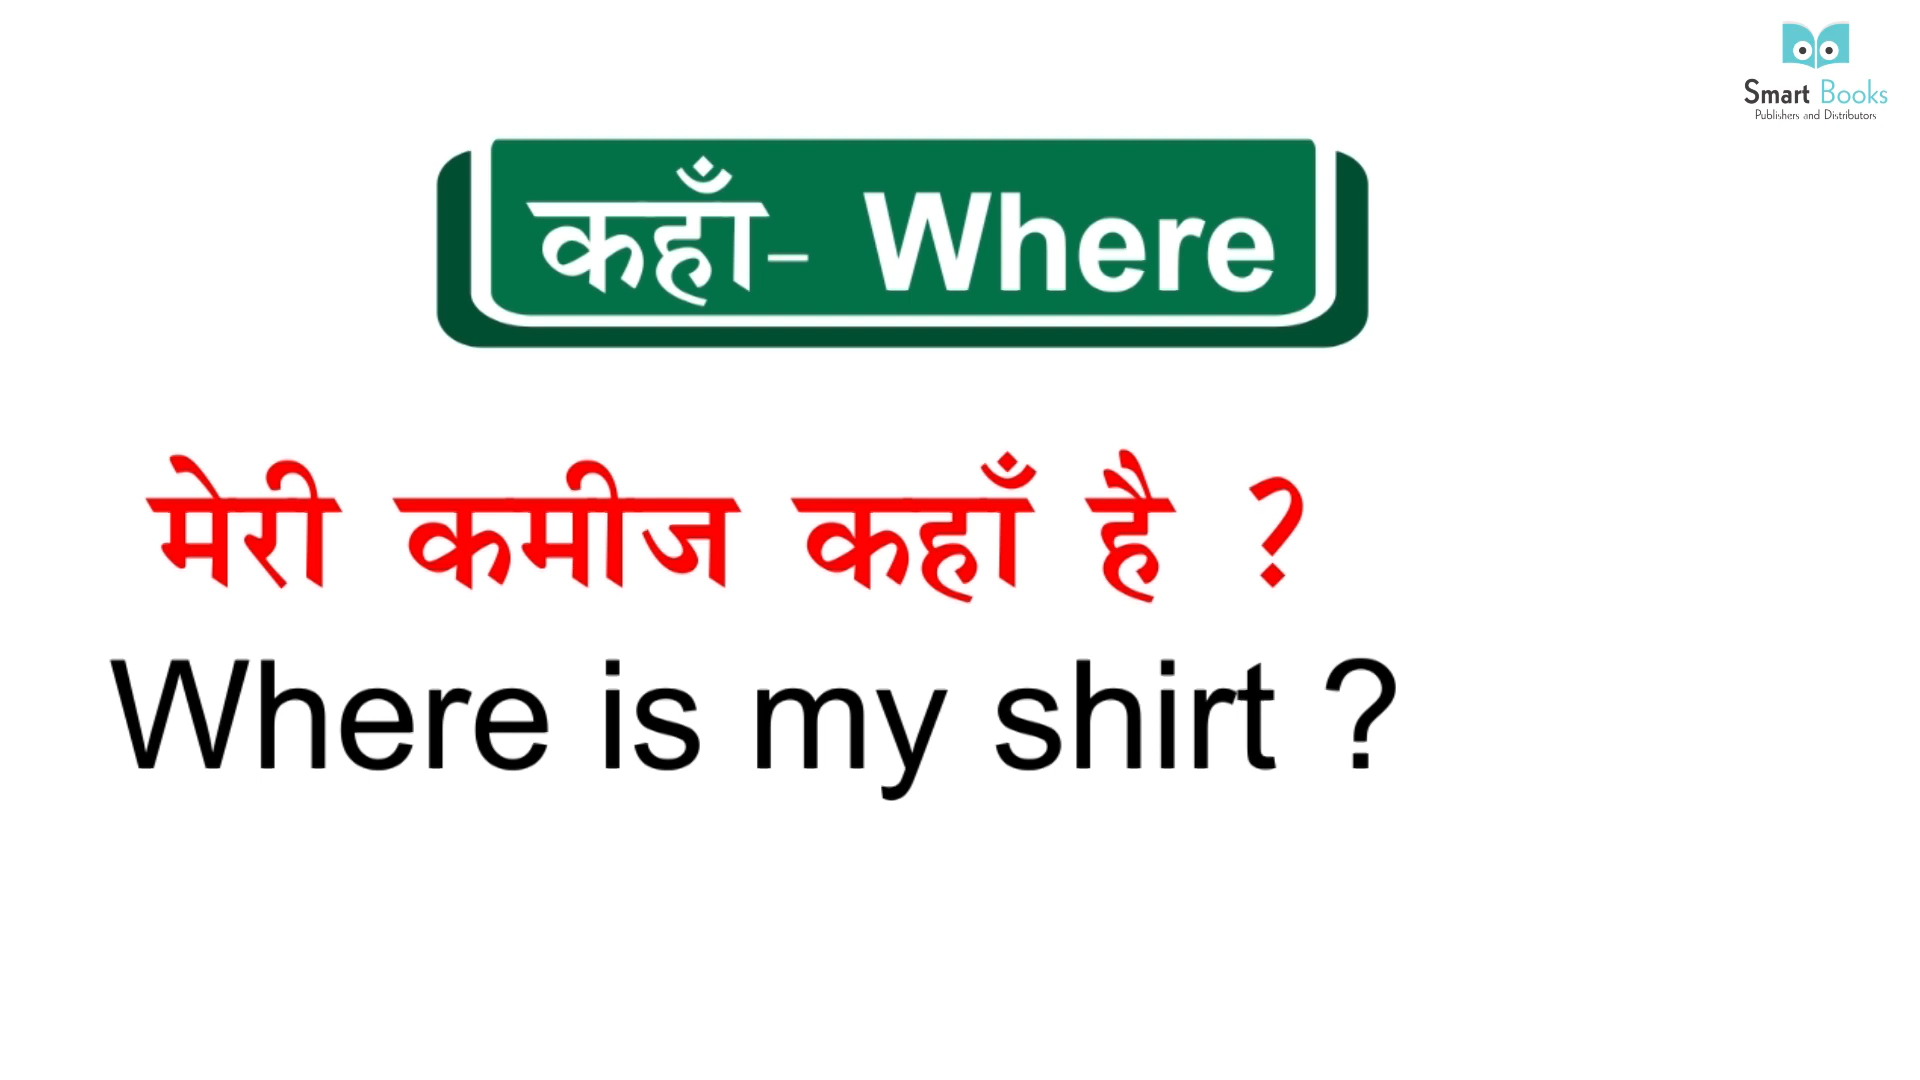 Smart Books
Publishers and Distributors
कहाँ– Where
मेरी कमीज कहाँ है ?
Where is my shirt ?